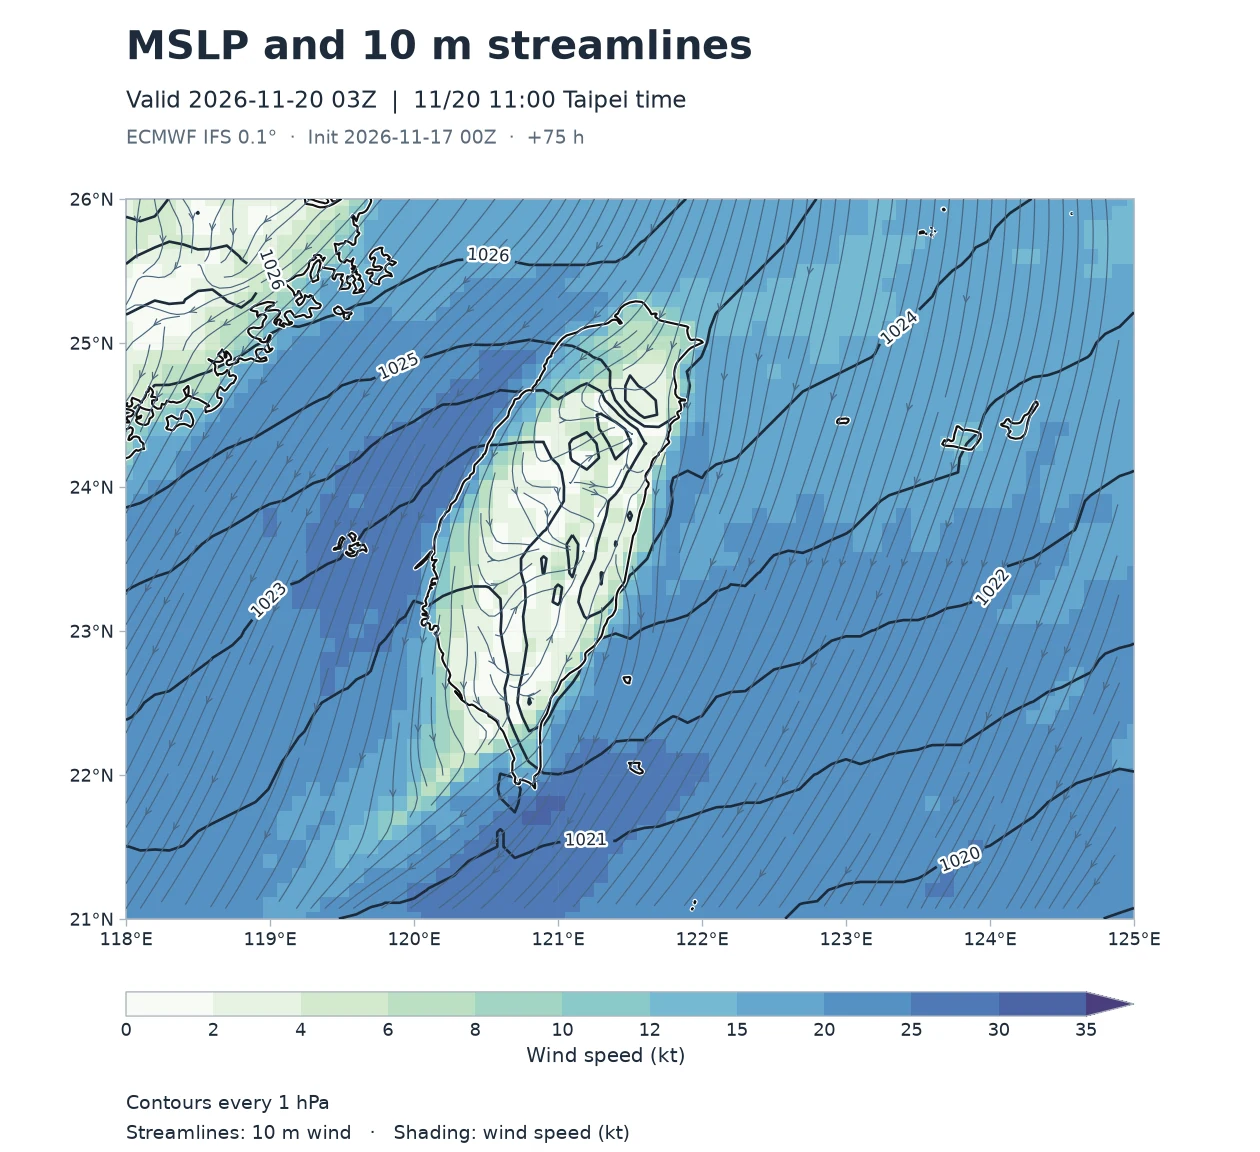 MSLP and 10 m streamlines
Valid 2026-11-20 03Z | 11/20 11:00 Taipei time
ECMWF IFS 0.1° · Init 2026-11-17 00Z · +75 h
26°N
25°N
24°N
23°N
22°N
21°N
1026
1026
1025
1024
1023
1022
1021
1020
118°E 119°E 120°E 121°E 122°E 123°E 124°E 125°E
0 2 4 6 8 10 12 15 20 25 30 35
Wind speed (kt)
Contours every 1 hPa
Streamlines: 10 m wind · Shading: wind speed (kt)